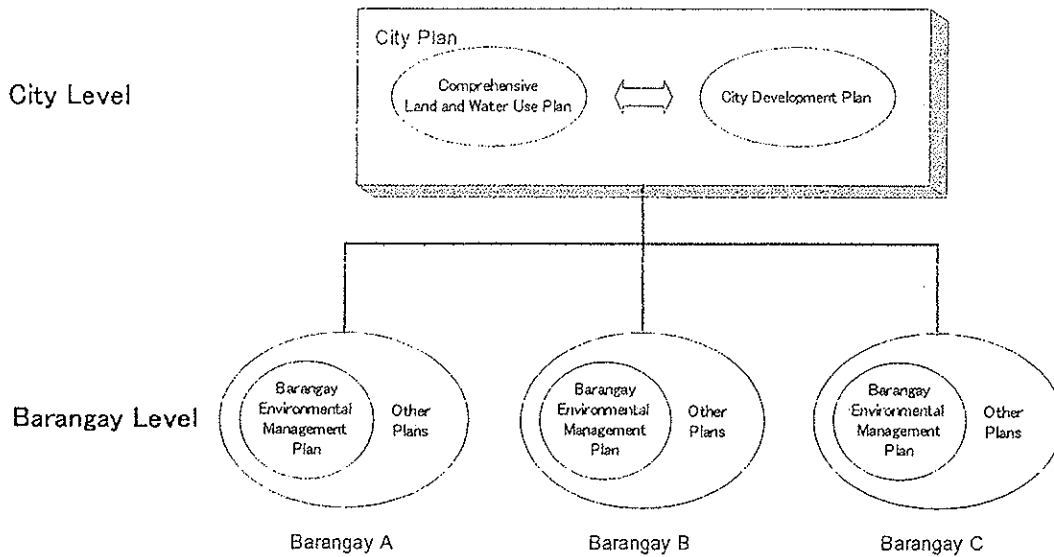 City Level
City Plan
Comprehensive
Land and Water Use Plan
City Development Plan
Barangay Level
Barangay
Environmental
Management
Plan
Other
Plans
Barangay
Environmental
Management
Plan
Other
Plans
Barangay
Environmental
Management
Plan
Other
Plans
Barangay A
Barangay B
Barangay C